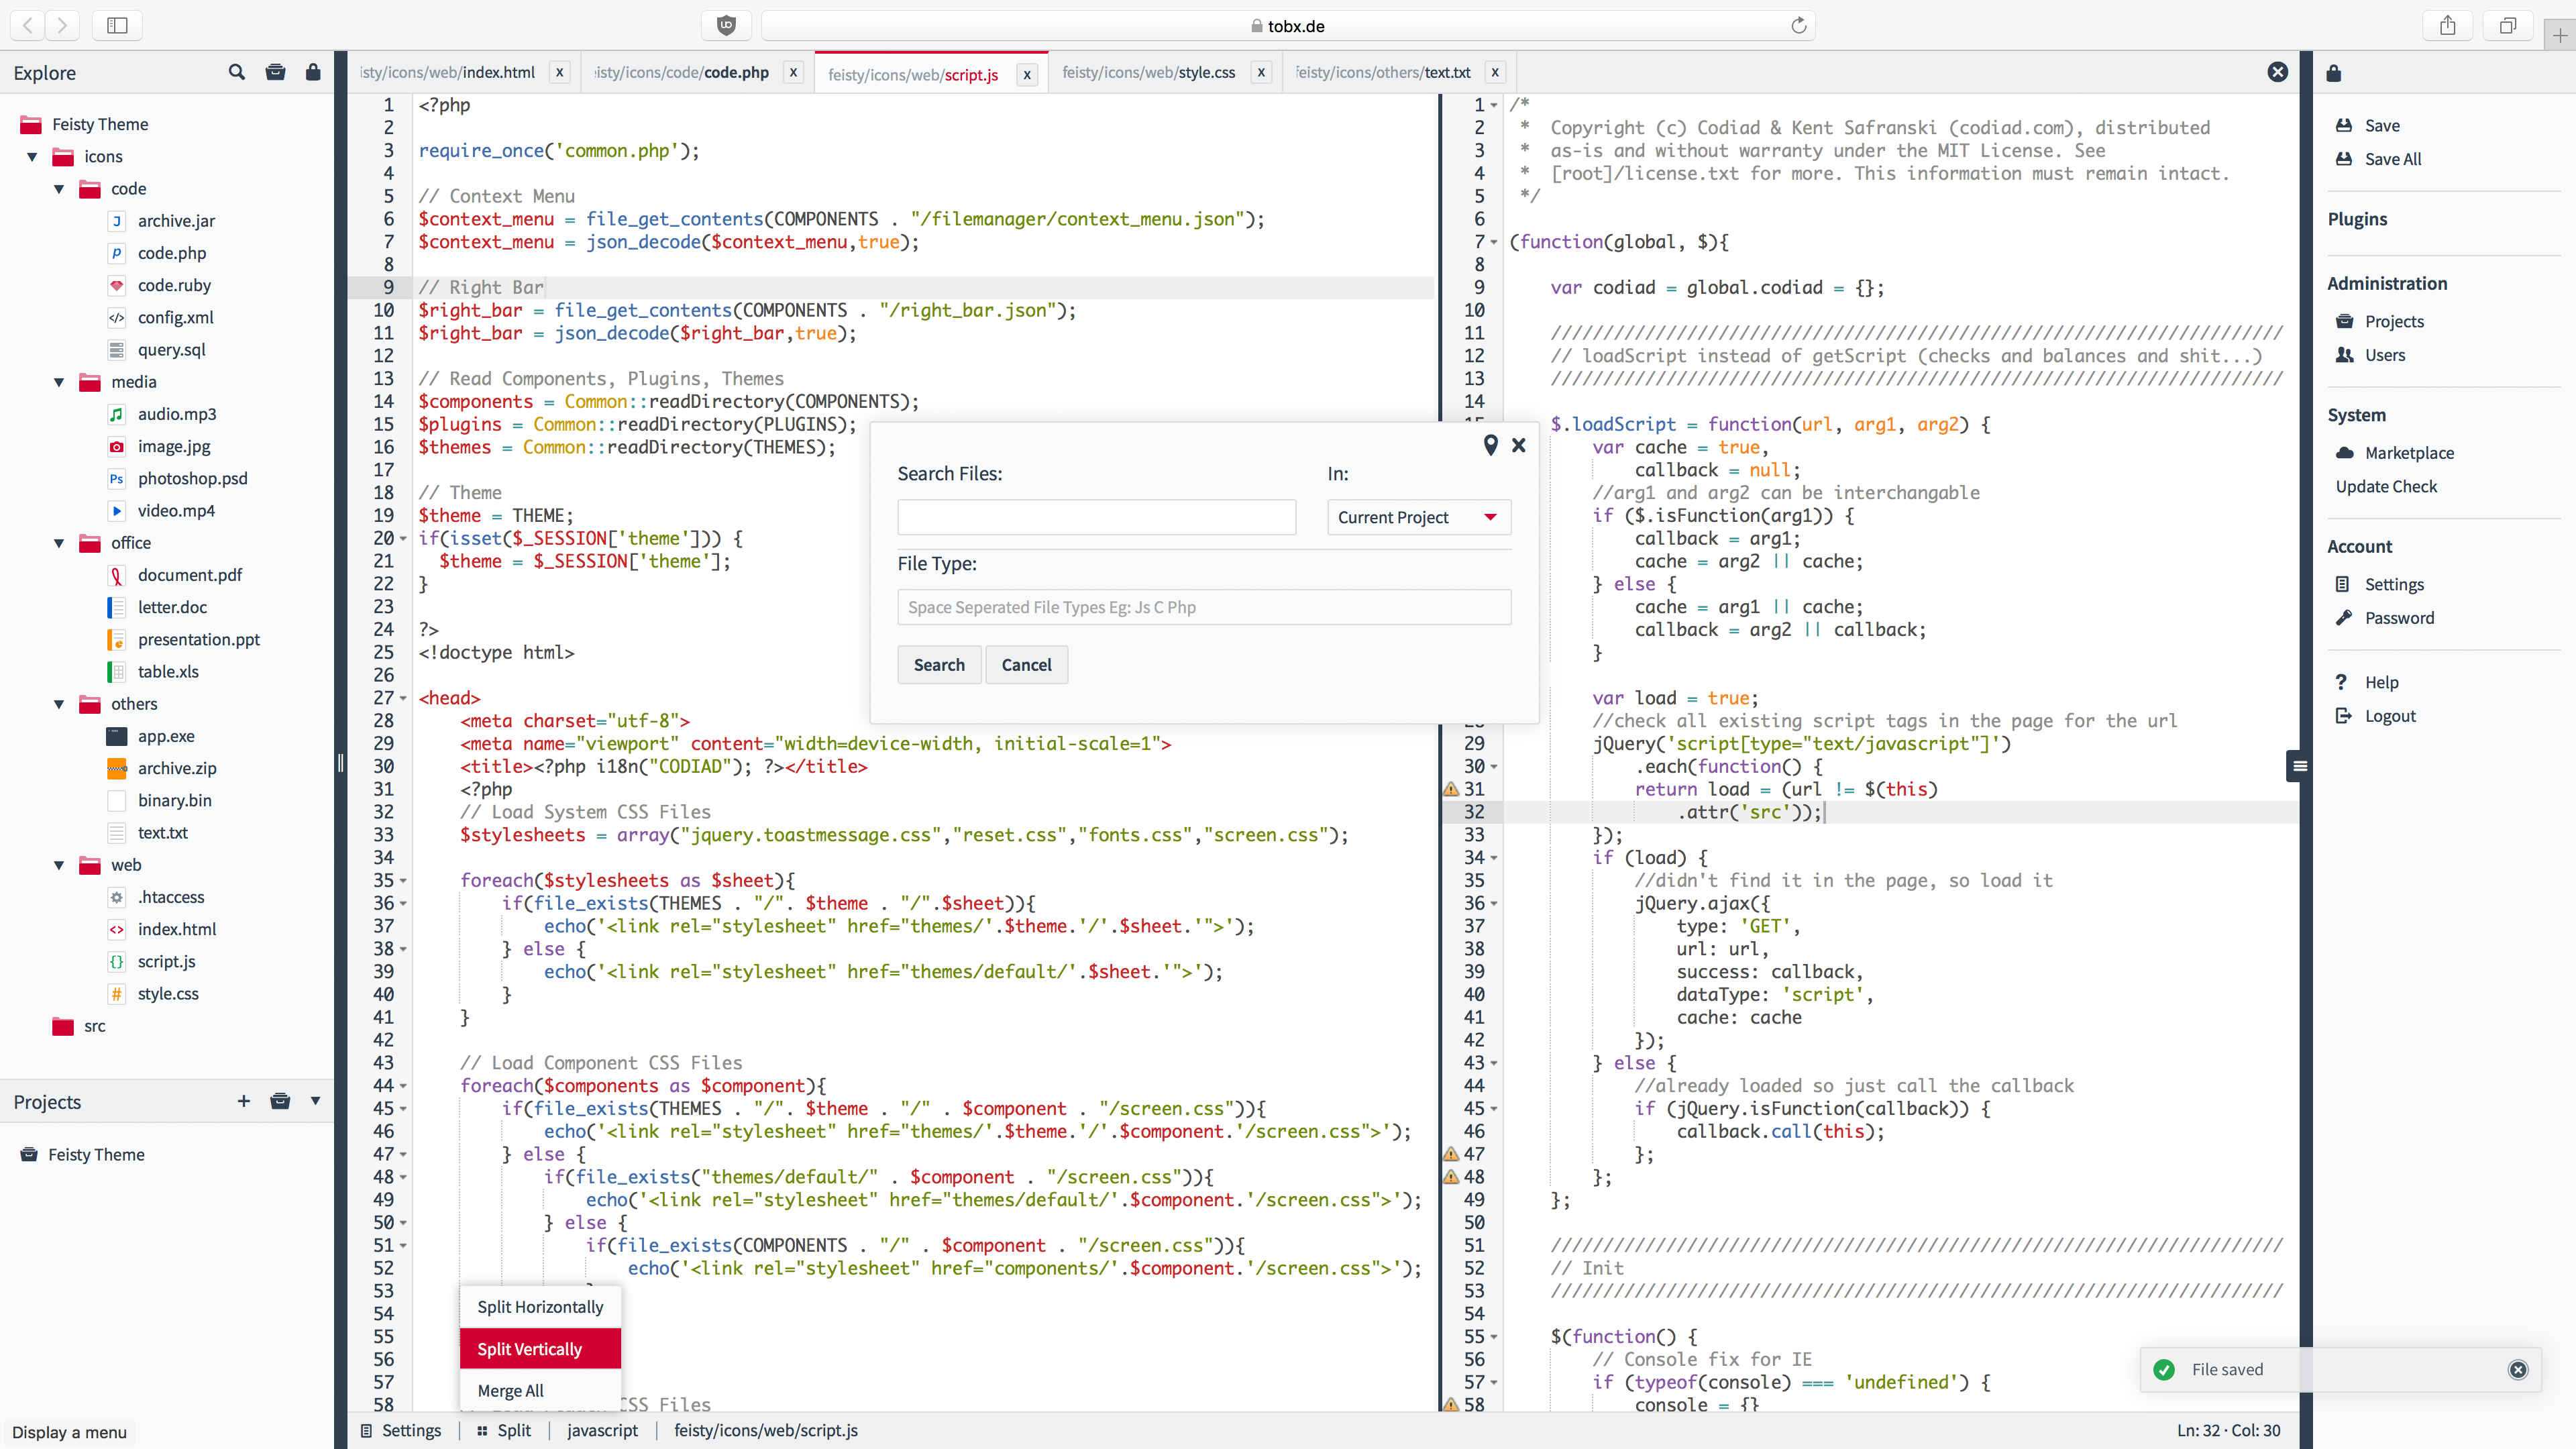 tobx.de
Explore
Feisty Theme
icons
code
archive.jar
code.php
code.ruby
config.xml
query.sql
media
audio.mp3
image.jpg
photoshop.psd
video.mp4
office
document.pdf
letter.doc
presentation.ppt
table.xls
others
app.exe
archive.zip
binary.bin
text.txt
web
.htaccess
index.html
script.js
style.css
src
Projects
Feisty Theme
Display a menu
isty/icons/web/index.html x
isty/icons/code/code.php x
feisty/icons/web/script.js x
feisty/icons/web/style.css x
feisty/icons/others/text.txt x
1 <?php
2
3 require_once('common.php');
4
5 // Context Menu
6 $context_menu = file_get_contents(COMPONENTS . "/filemanager/context_menu.json");
7 $context_menu = json_decode($context_menu,true);
8
9 // Right Bar
10 $right_bar = file_get_contents(COMPONENTS . "/right_bar.json");
11 $right_bar = json_decode($right_bar,true);
12
13 // Read Components, Plugins, Themes
14 $components = Common::readDirectory(COMPONENTS);
15 $plugins = Common::readDirectory(PLUGINS);
16 $themes = Common::readDirectory(THEMES);
17
18 // Theme
19 $theme = THEME;
20 if(isset($_SESSION['theme'])) {
21 $theme = $_SESSION['theme'];
22 }
23
24 ?>
25 <!doctype html>
26
27 <head>
28 <meta charset="utf-8">
29 <meta name="viewport" content="width=device-width, initial-scale=1">
30 <title><?php i18n("CODIAD"); ?></title>
31 <?php
32 // Load System CSS Files
33 $stylesheets = array("jquery.toastmessage.css","reset.css","fonts.css","screen.css");
34
35 foreach($stylesheets as $sheet){
36 if(file_exists(THEMES . "/". $theme . "/".$sheet)){
37 echo('<link rel="stylesheet" href="themes/'.$theme.'/'.$sheet.'">');
38 } else {
39 echo('<link rel="stylesheet" href="themes/default/'.$sheet.'">');
40 }
41 }
42
43 // Load Component CSS Files
44 foreach($components as $component){
45 if(file_exists(THEMES . "/". $theme . "/" . $component . "/screen.css")){
46 echo('<link rel="stylesheet" href="themes/'.$theme.'/'.$component.'/screen.css">');
47 } else {
48 if(file_exists("themes/default/" . $component . "/screen.css")){
49 echo('<link rel="stylesheet" href="themes/default/'.$component.'/screen.css">');
50 } else {
51 if(file_exists(COMPONENTS . "/" . $component . "/screen.css")){
52 echo('<link rel="stylesheet" href="components/'.$component.'/screen.css">');
53
54
55
56
57
58 CSS Files
Split Horizontally
Split Vertically
Merge All
Settings
Split
javascript
feisty/icons/web/script.js
Ln: 32 · Col: 30
Search Files:
In:
Current Project
File Type:
Space Seperated File Types Eg: Js C Php
Search
Cancel
1 /*
2 * Copyright (c) Codiad & Kent Safranski (codiad.com), distributed
3 * as-is and without warranty under the MIT License. See
4 * [root]/license.txt for more. This information must remain intact.
5 */
6
7 (function(global, $){
8
9 var codiad = global.codiad = {};
10
11 //////////////////////////////////////////////////////////////////////
12 // loadScript instead of getScript (checks and balances and shit...)
13 //////////////////////////////////////////////////////////////////////
14
$.loadScript = function(url, arg1, arg2) {
var cache = true,
callback = null;
//arg1 and arg2 can be interchangable
if ($.isFunction(arg1)) {
callback = arg1;
cache = arg2 || cache;
} else {
cache = arg1 || cache;
callback = arg2 || callback;
}
var load = true;
//check all existing script tags in the page for the url
29 jQuery('script[type="text/javascript"]')
30 .each(function() {
31 return load = (url != $(this)
32 .attr('src'));
33 });
34 if (load) {
35 //didn't find it in the page, so load it
36 jQuery.ajax({
37 type: 'GET',
38 url: url,
39 success: callback,
40 dataType: 'script',
41 cache: cache
42 });
43 } else {
44 //already loaded so just call the callback
45 if (jQuery.isFunction(callback)) {
46 callback.call(this);
47 };
48 };
49 };
50
51 //////////////////////////////////////////////////////////////////////
52 // Init
53 //////////////////////////////////////////////////////////////////////
54
55 $(function() {
56 // Console fix for IE
57 if (typeof(console) === 'undefined') {
58 console = {}
Save
Save All
Plugins
Administration
Projects
Users
System
Marketplace
Update Check
Account
Settings
Password
Help
Logout
File saved